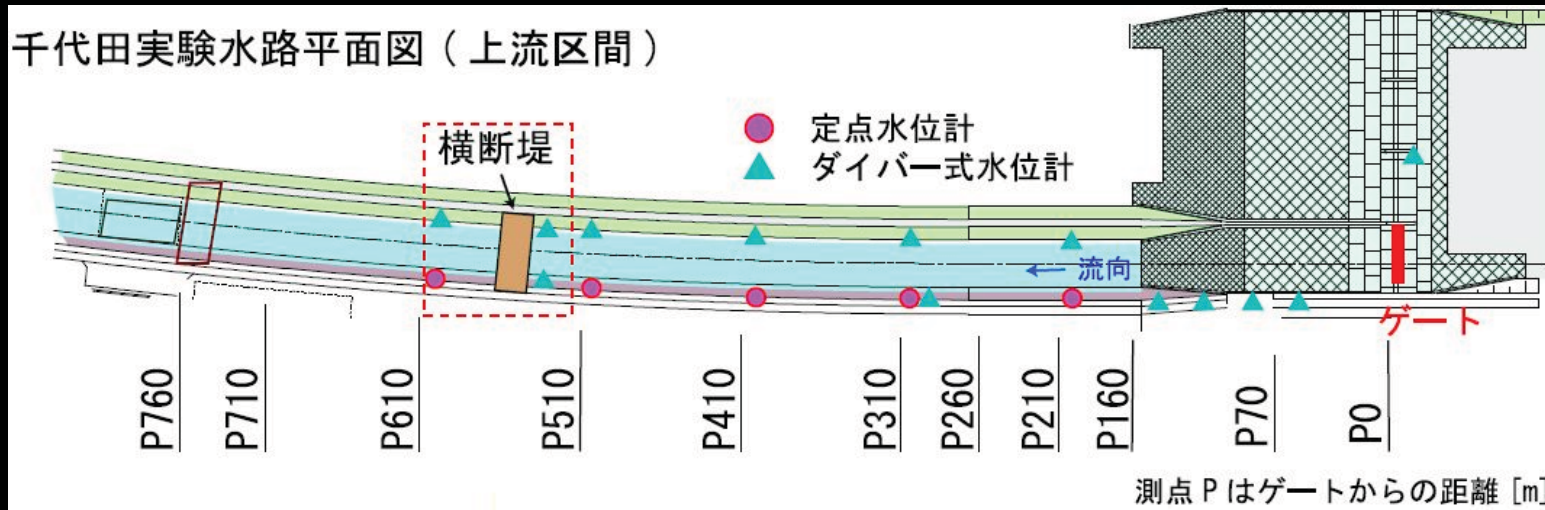 千代田実験水路平面図（上流区間）
定点水位計
ダイバー式水位計
横断堤
流向
ゲート
P760
P710
P610
P510
P410
P310
P260
P210
P160
P70
P0
測点 P はゲートからの距離 [m]